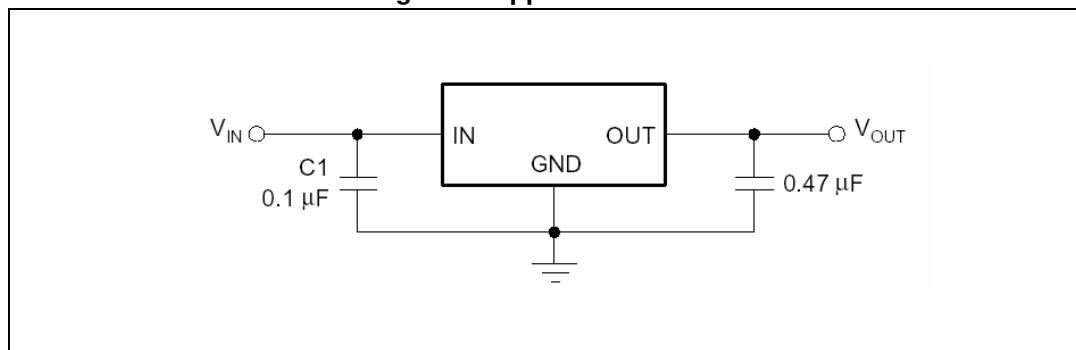 V_IN
IN
OUT
V_OUT
GND
C1
0.1 μF
0.47 μF